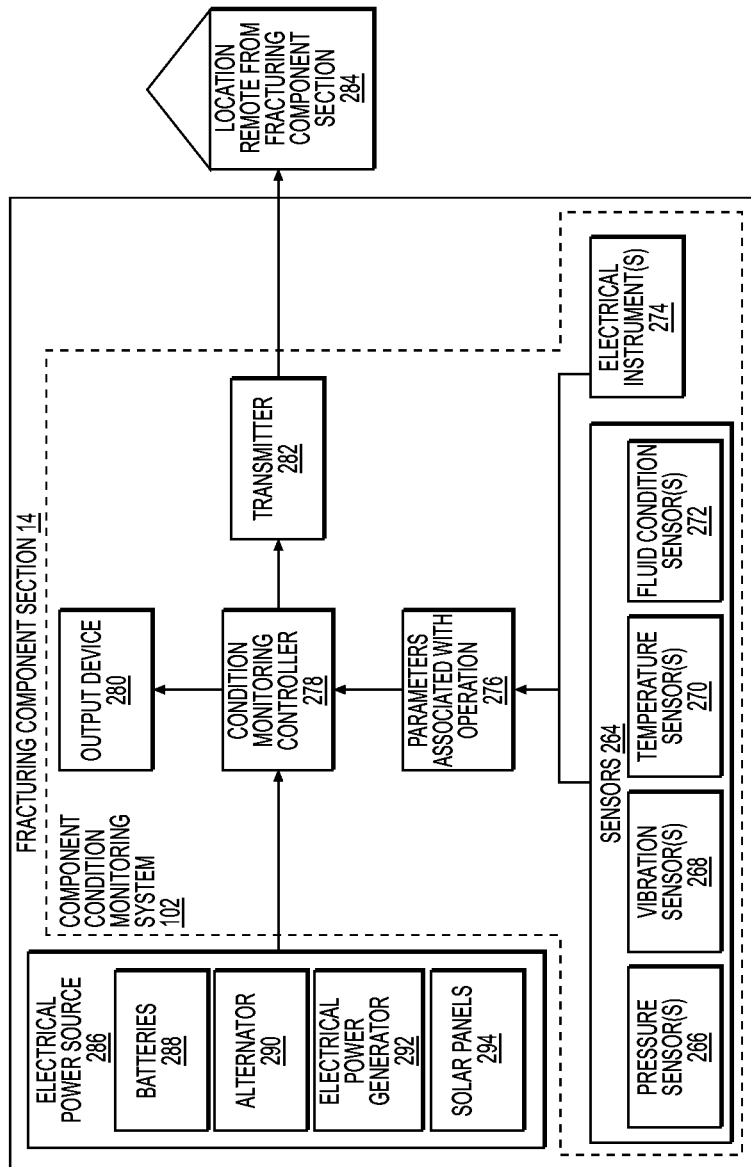 FRACTURING COMPONENT SECTION 14
ELECTRICAL
POWER SOURCE
286
BATTERIES
288
ALTERNATOR
290
ELECTRICAL
POWER
GENERATOR
292
SOLAR PANELS
294
COMPONENT
CONDITION
MONITORING
SYSTEM
102
OUTPUT DEVICE
280
CONDITION
MONITORING
CONTROLLER
278
TRANSMITTER
282
LOCATION
REMOTE FROM
FRACTURING
COMPONENT
SECTION
284
PARAMETERS
ASSOCIATED WITH
OPERATION
276
SENSORS 264
PRESSURE
SENSOR(S)
266
VIBRATION
SENSOR(S)
268
TEMPERATURE
SENSOR(S)
270
FLUID CONDITION
SENSOR(S)
272
ELECTRICAL
INSTRUMENT(S)
274